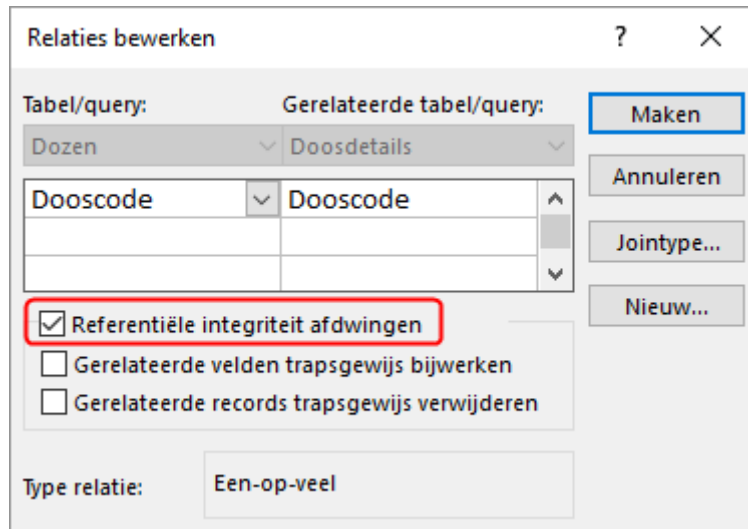 Relaties bewerken ?
Tabel/query: Gerelateerde tabel/query:
Dozen Doosdetails
Dooscode Dooscode
Referentiële integriteit afdwingen
Gerelateerde velden trapsgewijs bijwerken
Gerelateerde records trapsgewijs verwijderen
Type relatie: Een-op-veel
Maken
Annuleren
Jointype...
Nieuw...